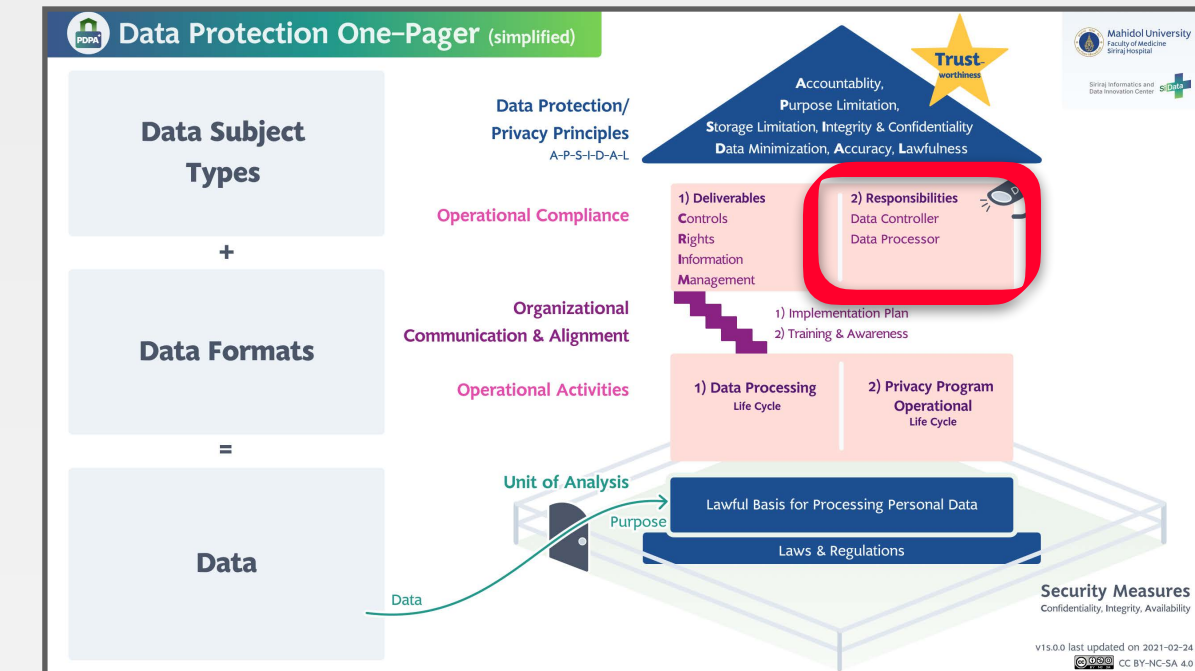 PDPA
Data Protection One-Pager (simplified)
Mahidol University
Faculty of Medicine
Siriraj Hospital
Siriraj Informatics and
Data Innovation Center
SiData
Data Subject
Types
+
Data Formats
=
Data
Data Protection/
Privacy Principles
A-P-S-I-D-A-L
Trust-
worthiness
Accountablity,
Purpose Limitation,
Storage Limitation, Integrity & Confidentiality
Data Minimization, Accuracy, Lawfulness
Operational Compliance
1) Deliverables
Controls
Rights
Information
Management
2) Responsibilities
Data Controller
Data Processor
Organizational
Communication & Alignment
1) Implementation Plan
2) Training & Awareness
Operational Activities
1) Data Processing
Life Cycle
2) Privacy Program
Operational
Life Cycle
Unit of Analysis
Purpose
Data
Lawful Basis for Processing Personal Data
Laws & Regulations
Security Measures
Confidentiality, Integrity, Availability
v1s.0.0 last updated on 2021-02-24
CC BY-NC-SA 4.0